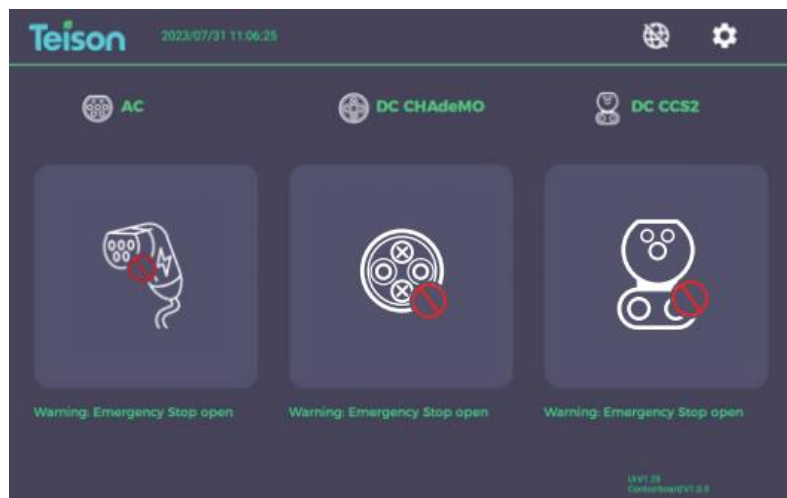 Teison
2023/07/31 11:06:25
AC
DC CHAdeMO
DC CCS2
Warning: Emergency Stop open
Warning: Emergency Stop open
Warning: Emergency Stop open